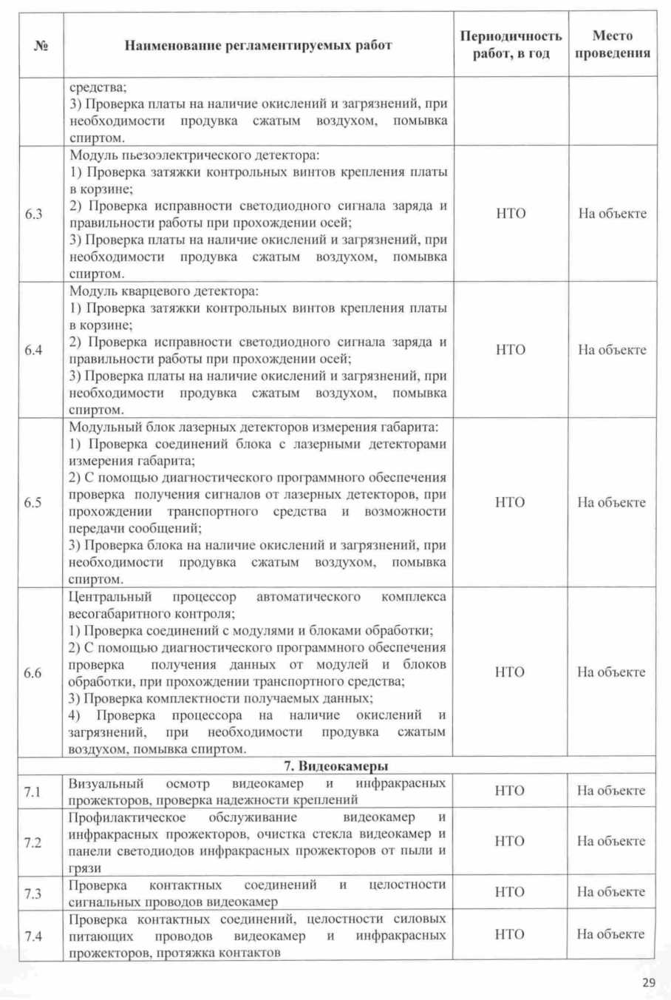 №
Наименование регламентируемых работ
Периодичность
работ, в год
Место
проведения
средства;
3) Проверка платы на наличие окислений и загрязнений, при
необходимости продувка сжатым воздухом, помывка
спиртом.
6.3
Модуль пьезоэлектрического детектора:
1) Проверка затяжки контрольных винтов крепления платы
в корзине;
2) Проверка исправности светодиодного сигнала заряда и
правильности работы при прохождении осей;
3) Проверка платы на наличие окислений и загрязнений, при
необходимости продувка сжатым воздухом, помывка
спиртом.
НТО
На объекте
6.4
Модуль кварцевого детектора:
1) Проверка затяжки контрольных винтов крепления платы
в корзине;
2) Проверка исправности светодиодного сигнала заряда и
правильности работы при прохождении осей;
3) Проверка платы на наличие окислений и загрязнений, при
необходимости продувка сжатым воздухом, помывка
спиртом.
НТО
На объекте
6.5
Модульный блок лазерных детекторов измерения габарита:
1) Проверка соединений блока с лазерными детекторами
измерения габарита;
2) С помощью диагностического программного обеспечения
проверка получения сигналов от лазерных детекторов, при
прохождении транспортного средства и возможности
передачи сообщений;
3) Проверка блока на наличие окислений и загрязнений, при
необходимости продувка сжатым воздухом, помывка
спиртом.
НТО
На объекте
6.6
Центральный процессор автоматического комплекса
весогабаритного контроля;
1) Проверка соединений с модулями и блоками обработки;
2) С помощью диагностического программного обеспечения
проверка получения данных от модулей и блоков
обработки, при прохождении транспортного средства;
3) Проверка комплектности получаемых данных;
4) Проверка процессора на наличие окислений и
загрязнений, при необходимости продувка сжатым
воздухом, помывка спиртом.
НТО
На объекте
7. Видеокамеры
7.1
Визуальный осмотр видеокамер и инфракрасных
прожекторов, проверка надежности креплений
НТО
На объекте
7.2
Профилактическое обслуживание видеокамер и
инфракрасных прожекторов, очистка стекла видеокамер и
панели светодиодов инфракрасных прожекторов от пыли и
грязи
НТО
На объекте
7.3
Проверка контактных соединений и целостности
сигнальных проводов видеокамер
НТО
На объекте
7.4
Проверка контактных соединений, целостности силовых
питающих проводов видеокамер и инфракрасных
прожекторов, протяжка контактов
НТО
На объекте
29